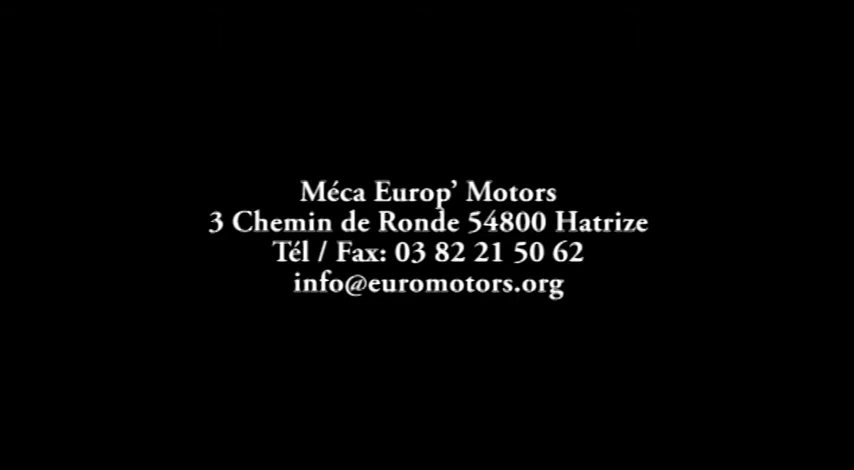 Méca Europ’ Motors
3 Chemin de Ronde 54800 Hatrize
Tél / Fax: 03 82 21 50 62
info@euromotors.org